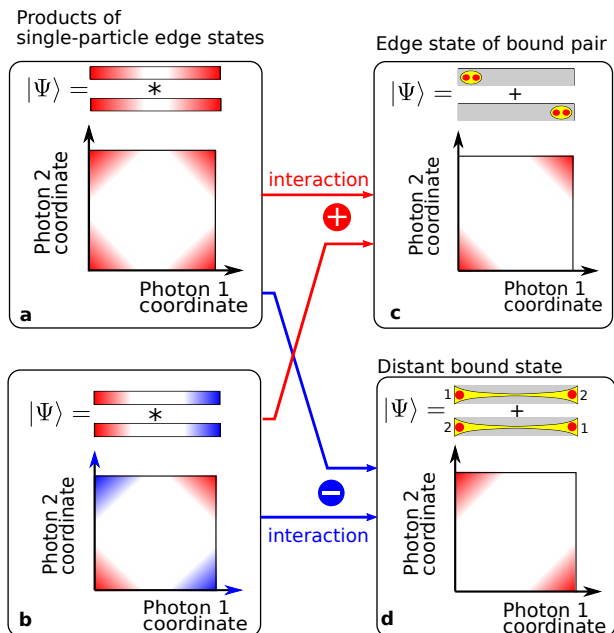 Products of
single-particle edge states
|Ψ⟩ = *
Photon 2
coordinate
Photon 1
coordinate
a
interaction
+
Edge state of bound pair
|Ψ⟩ = +
Photon 2
coordinate
Photon 1
coordinate
c
|Ψ⟩ = *
Photon 2
coordinate
Photon 1
coordinate
b
−
interaction
Distant bound state
1 2
|Ψ⟩ = +
2 1
Photon 2
coordinate
Photon 1
coordinate
d